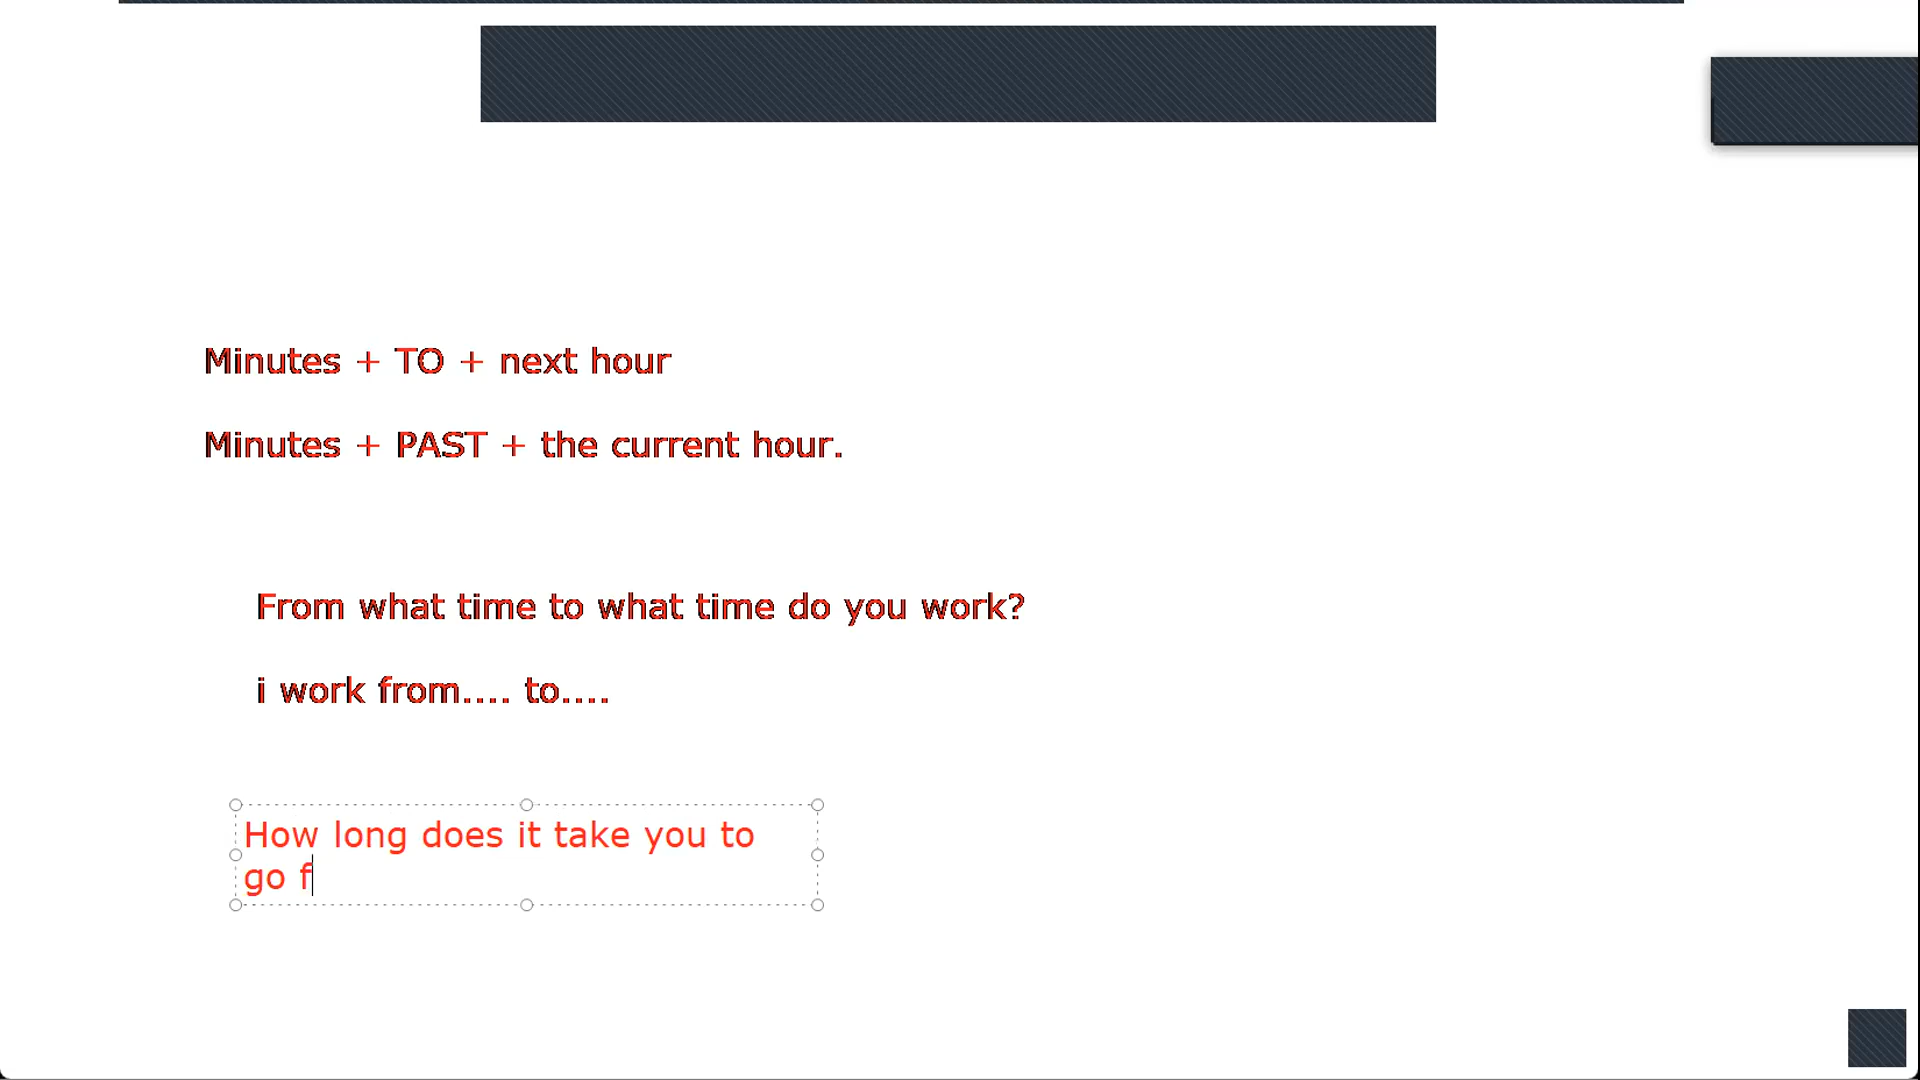 Minutes + TO + next hour
Minutes + PAST + the current hour.
From what time to what time do you work?
i work from.... to....
How long does it take you to
go f